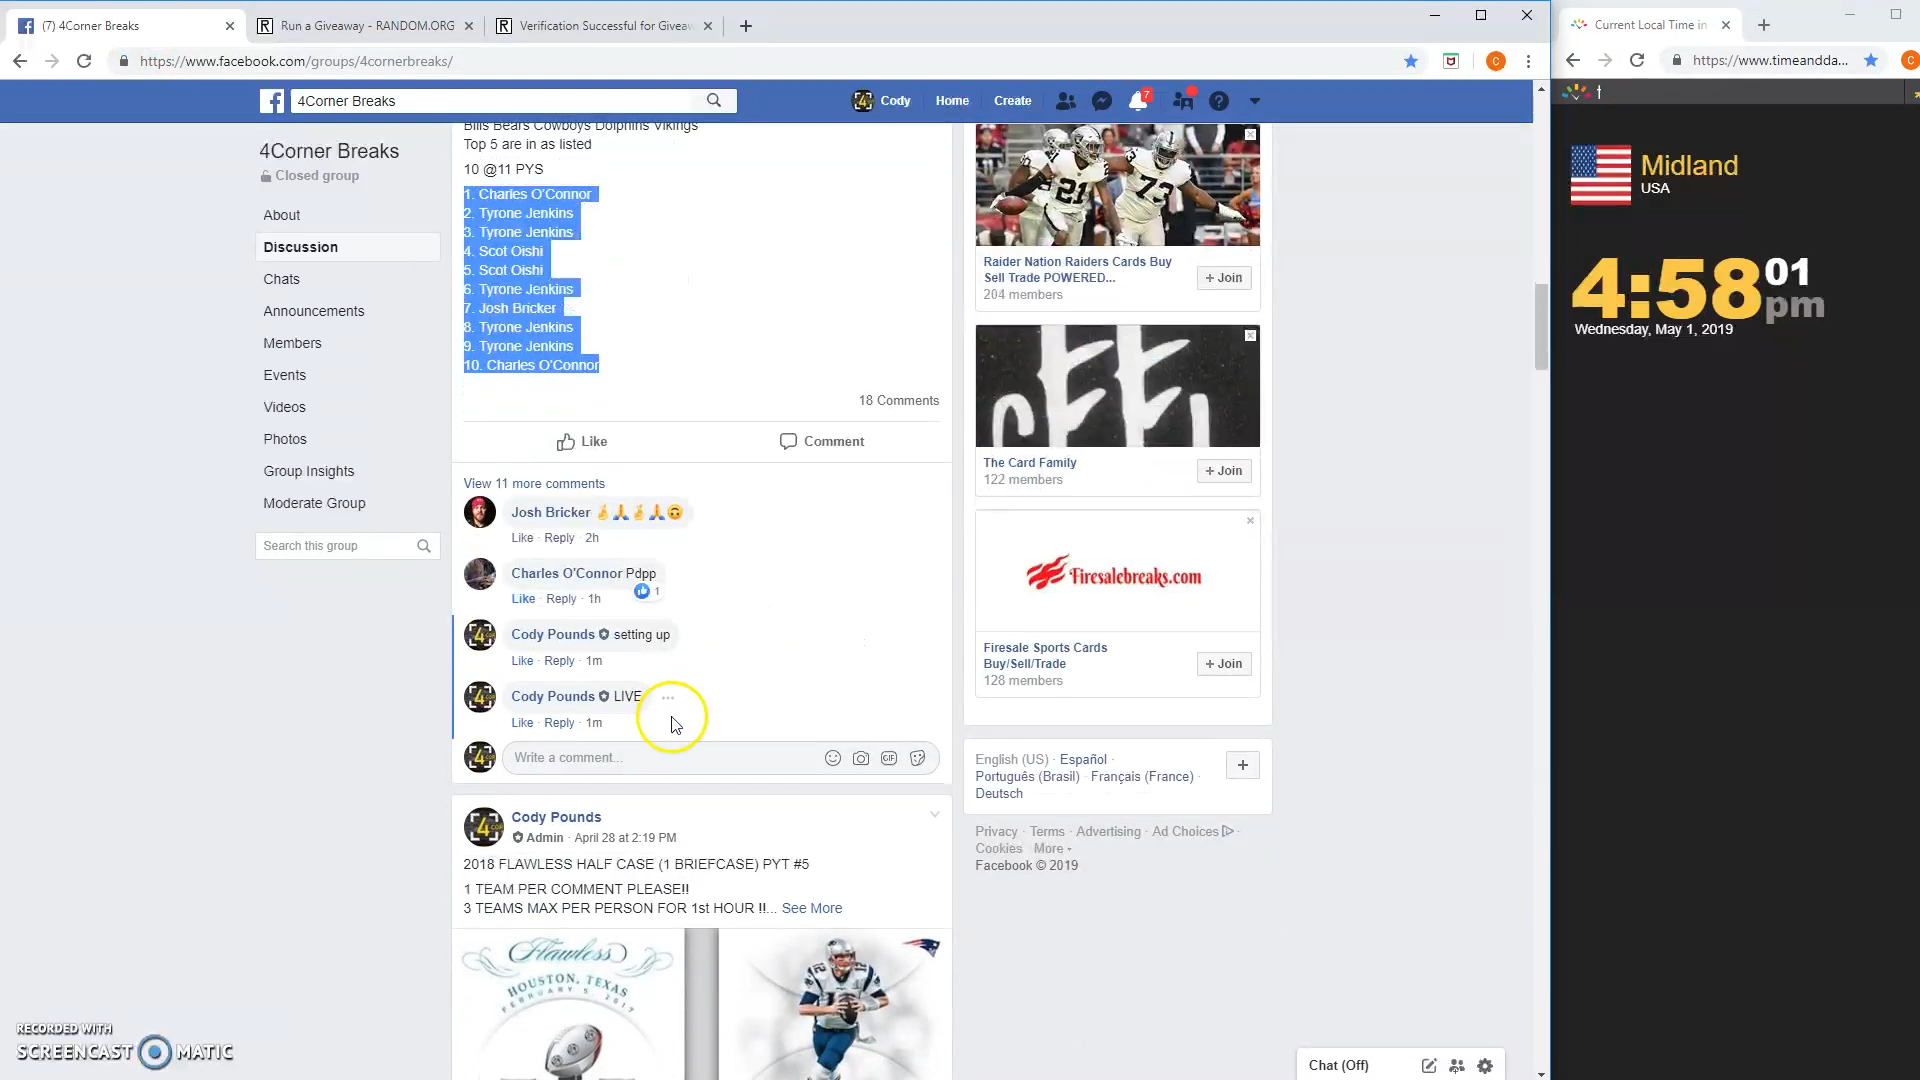 (7) 4Corner Breaks
Run a Giveaway - RANDOM.ORG
Verification Successful for Giveaw
Current Local Time in
https://www.facebook.com/groups/4cornerbreaks/
https://www.timeandda...
4Corner Breaks
Cody
Home
Create
7
4Corner Breaks
Closed group
About
Discussion
Chats
Announcements
Members
Events
Videos
Photos
Group Insights
Moderate Group
Search this group
Bills Bears Cowboys Dolphins Vikings
Top 5 are in as listed
10 @11 PYS
1. Charles O'Connor
2. Tyrone Jenkins
3. Tyrone Jenkins
4. Scot Oishi
5. Scot Oishi
6. Tyrone Jenkins
7. Josh Bricker
8. Tyrone Jenkins
9. Tyrone Jenkins
10. Charles O'Connor
18 Comments
Like
Comment
View 11 more comments
Josh Bricker 🤞🙏🤞🙏🙃
Like · Reply · 2h
Charles O'Connor Pdpp
1
Like · Reply · 1h
Cody Pounds setting up
Like · Reply · 1m
Cody Pounds LIVE
Like · Reply · 1m
Write a comment...
GIF
Cody Pounds
Admin · April 28 at 2:19 PM
2018 FLAWLESS HALF CASE (1 BRIEFCASE) PYT #5
1 TEAM PER COMMENT PLEASE!!
3 TEAMS MAX PER PERSON FOR 1st HOUR !!... See More
Flawless
HOUSTON, TEXAS
FEBRUARY 5, 2017
12
21
73
Raider Nation Raiders Cards Buy
Sell Trade POWERED...
204 members
+ Join
The Card Family
122 members
+ Join
Firesalebreaks.com
Firesale Sports Cards
Buy/Sell/Trade
128 members
+ Join
English (US) · Español ·
Português (Brasil) · Français (France) ·
Deutsch
Privacy · Terms · Advertising · Ad Choices ·
Cookies · More
Facebook © 2019
Chat (Off)
Midland
USA
4:58 01
pm
Wednesday, May 1, 2019
RECORDED WITH
SCREENCAST MATIC